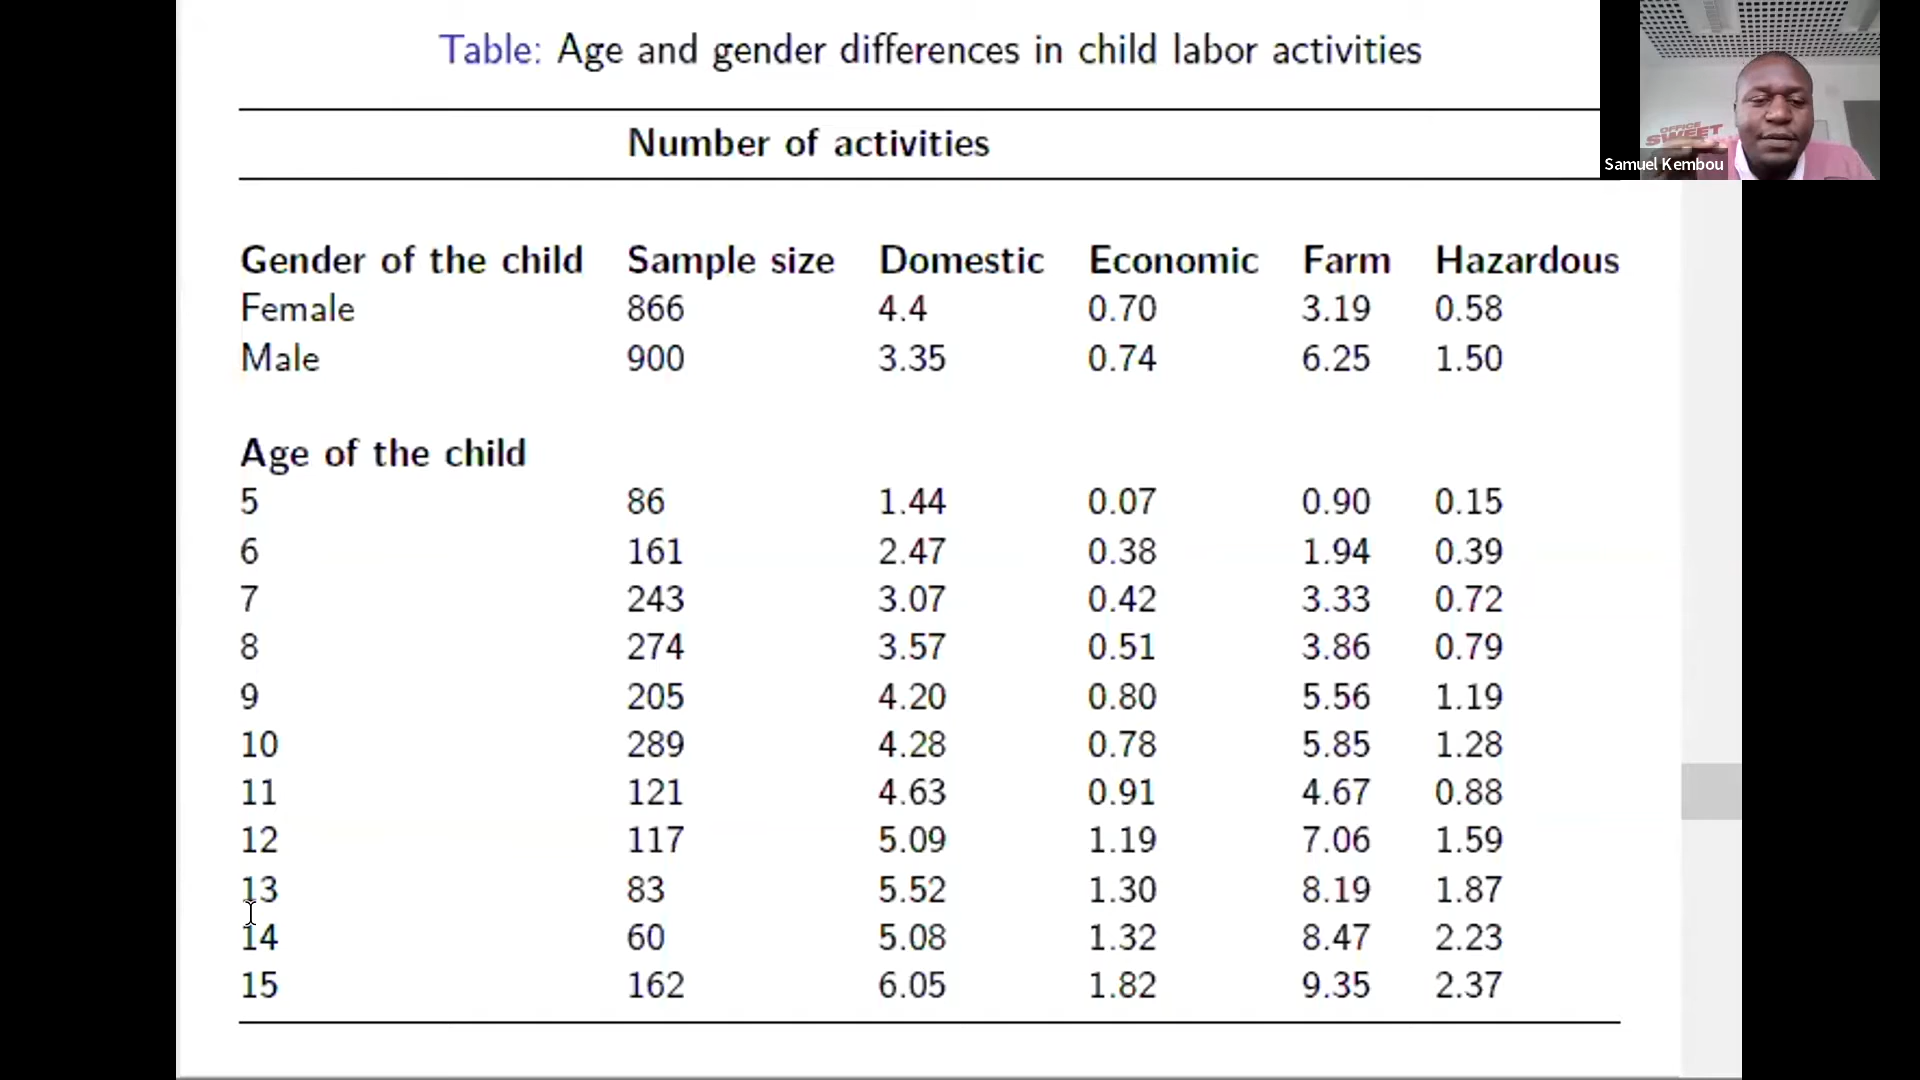 Table: Age and gender differences in child labor activities
Number of activities
Gender of the child Sample size Domestic Economic Farm Hazardous
Female 866 4.4 0.70 3.19 0.58
Male 900 3.35 0.74 6.25 1.50
Age of the child
5 86 1.44 0.07 0.90 0.15
6 161 2.47 0.38 1.94 0.39
7 243 3.07 0.42 3.33 0.72
8 274 3.57 0.51 3.86 0.79
9 205 4.20 0.80 5.56 1.19
10 289 4.28 0.78 5.85 1.28
11 121 4.63 0.91 4.67 0.88
12 117 5.09 1.19 7.06 1.59
13 83 5.52 1.30 8.19 1.87
14 60 5.08 1.32 8.47 2.23
15 162 6.05 1.82 9.35 2.37
OFFICE
SWEET
Samuel Kembou